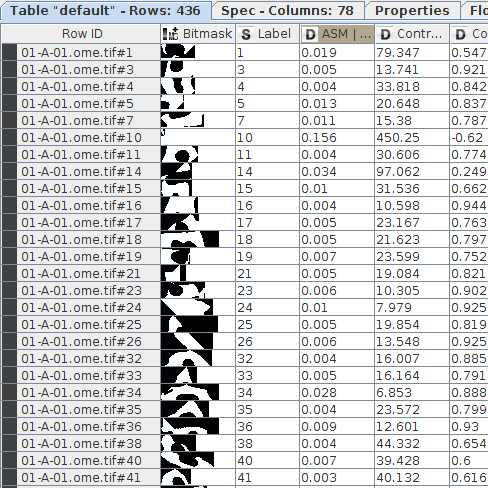 Table "default" - Rows: 436 Spec - Columns: 78 Properties Flo
Row ID Bitmask S Label D ASM | ... D Contr... D Co
01-A-01.ome.tif#1 1 0.019 79.347 0.547
01-A-01.ome.tif#3 3 0.005 13.741 0.921
01-A-01.ome.tif#4 4 0.004 33.818 0.842
01-A-01.ome.tif#5 5 0.013 20.648 0.837
01-A-01.ome.tif#7 7 0.011 15.38 0.787
01-A-01.ome.tif#10 10 0.156 450.25 -0.62
01-A-01.ome.tif#11 11 0.004 30.606 0.774
01-A-01.ome.tif#14 14 0.034 97.062 0.249
01-A-01.ome.tif#15 15 0.01 31.536 0.662
01-A-01.ome.tif#16 16 0.004 10.598 0.944
01-A-01.ome.tif#17 17 0.005 23.167 0.763
01-A-01.ome.tif#18 18 0.005 21.623 0.797
01-A-01.ome.tif#19 19 0.007 23.599 0.752
01-A-01.ome.tif#21 21 0.005 19.084 0.821
01-A-01.ome.tif#23 23 0.006 10.305 0.902
01-A-01.ome.tif#24 24 0.01 7.979 0.925
01-A-01.ome.tif#25 25 0.005 19.854 0.819
01-A-01.ome.tif#26 26 0.006 13.548 0.925
01-A-01.ome.tif#32 32 0.004 16.007 0.885
01-A-01.ome.tif#33 33 0.005 16.164 0.791
01-A-01.ome.tif#34 34 0.028 6.853 0.888
01-A-01.ome.tif#35 35 0.004 23.572 0.799
01-A-01.ome.tif#36 36 0.009 12.601 0.93
01-A-01.ome.tif#38 38 0.004 44.332 0.654
01-A-01.ome.tif#40 40 0.007 39.428 0.6
01-A-01.ome.tif#41 41 0.003 40.132 0.616